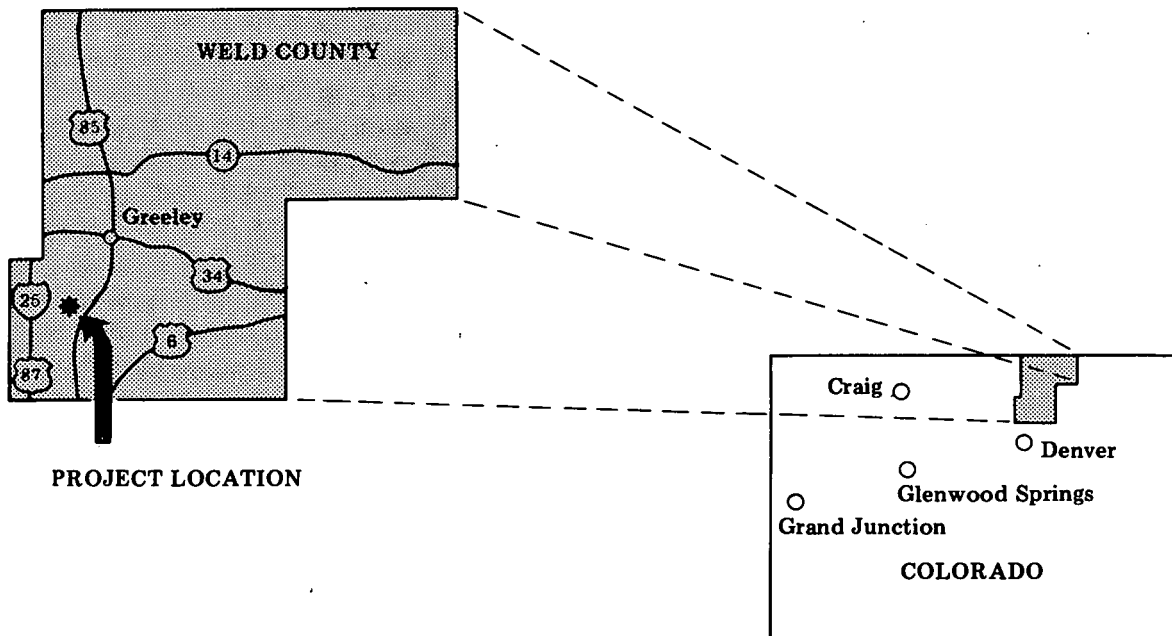 WELD COUNTY
85
14
Greeley
34
25
6
87
PROJECT LOCATION
Craig
Denver
Glenwood Springs
Grand Junction
COLORADO